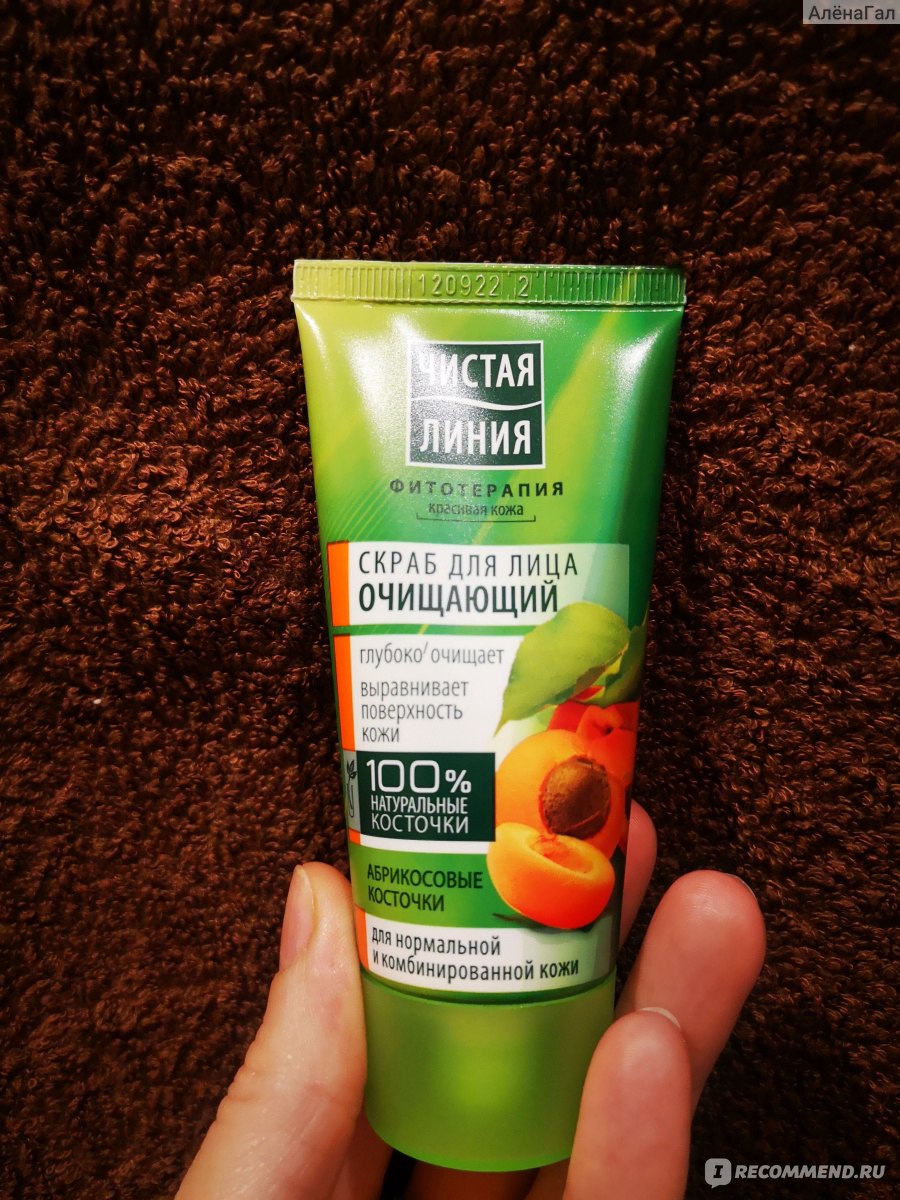 АлёнаГал
120922 2
ЧИСТАЯ
ЛИНИЯ
ФИТОТЕРАПИЯ
красивая кожа
СКРАБ ДЛЯ ЛИЦА
ОЧИЩАЮЩИЙ
глубоко очищает
выравнивает
поверхность
кожи
100%
НАТУРАЛЬНЫЕ
КОСТОЧКИ
АБРИКОСОВЫЕ
КОСТОЧКИ
для нормальной
и комбинированной кожи
IRECOMMEND.RU